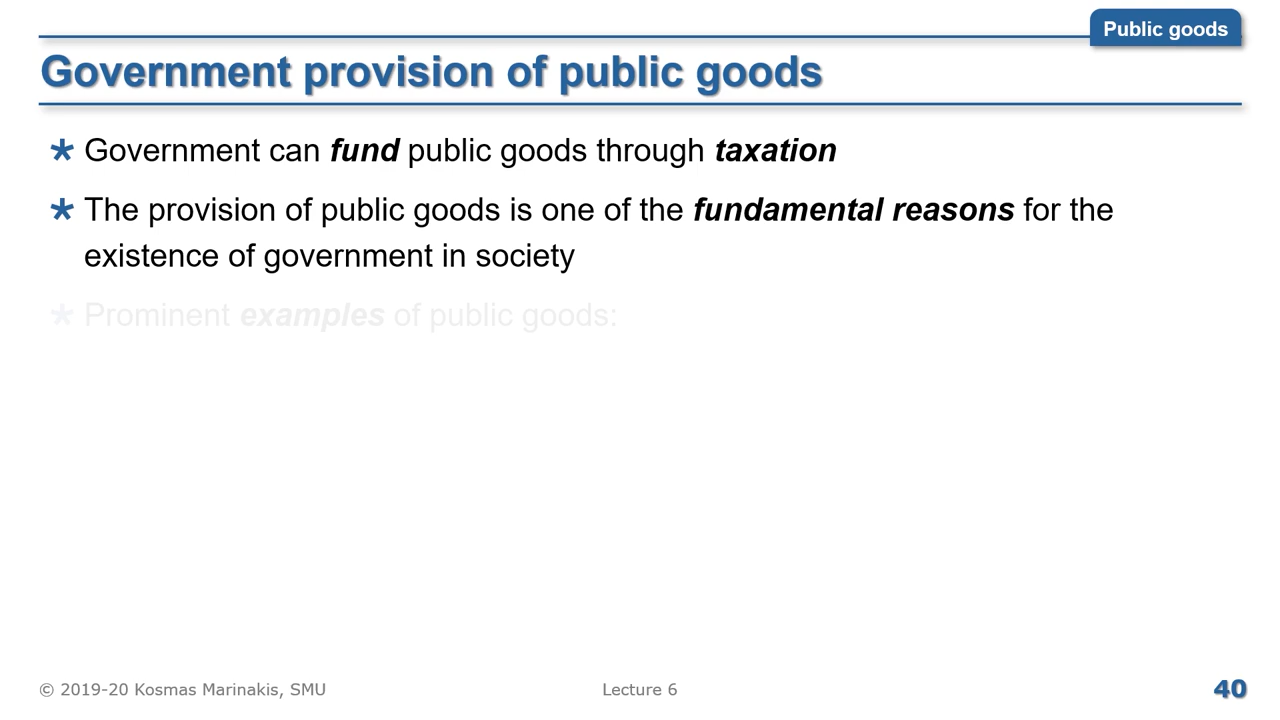 Public goods
Government provision of public goods
* Government can fund public goods through taxation
* The provision of public goods is one of the fundamental reasons for the
existence of government in society
* Prominent examples of public goods:
© 2019-20 Kosmas Marinakis, SMU
Lecture 6
40